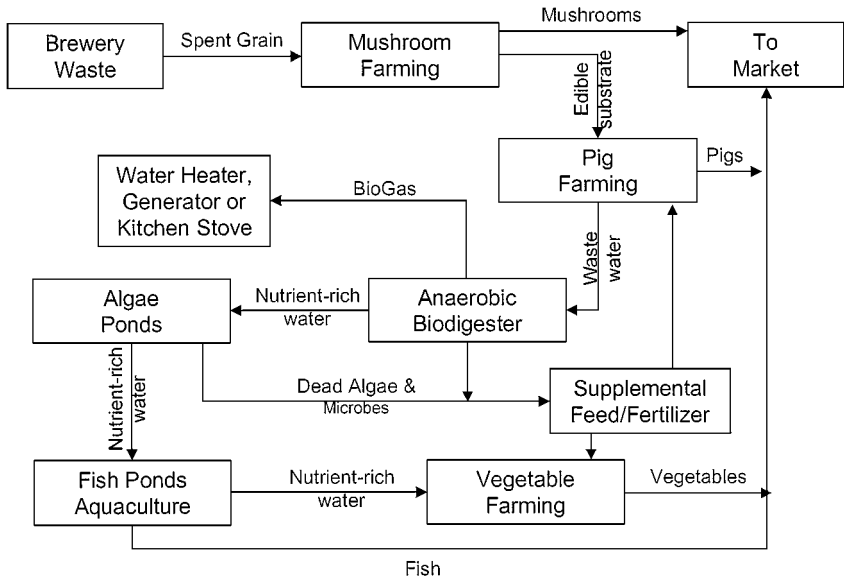 Mushrooms
Brewery
Waste
Spent Grain
Mushroom
Farming
To
Market
Edible
substrate
Pig
Farming
Pigs
Water Heater,
Generator or
Kitchen Stove
BioGas
Waste
water
Algae
Ponds
Nutrient-rich
water
Anaerobic
Biodigester
Nutrient-rich
water
Dead Algae &
Microbes
Supplemental
Feed/Fertilizer
Fish Ponds
Aquaculture
Nutrient-rich
water
Vegetable
Farming
Vegetables
Fish